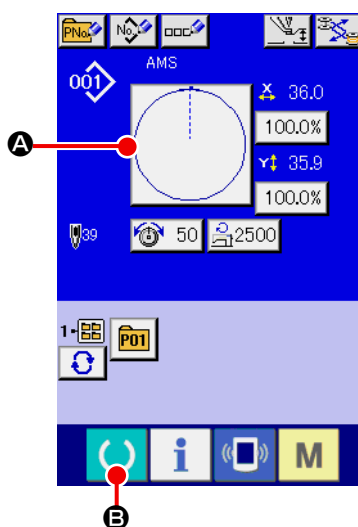 PNo. No.
AMS
001
A
X 36.0
100.0%
Y 35.9
100.0%
39 50 2500
1-
P01
i M
B